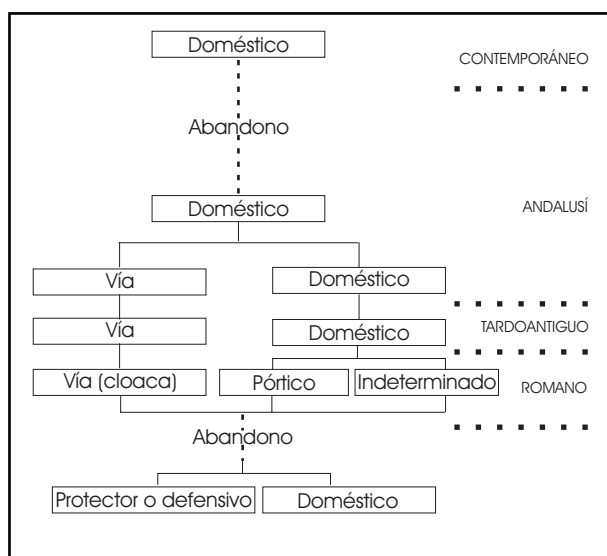 Doméstico
CONTEMPORÁNEO
Abandono
Doméstico
ANDALUSÍ
Vía
Doméstico
Vía
Doméstico
TARDOANTIGUO
Vía (cloaca)
Pórtico
Indeterminado
ROMANO
Abandono
Protector o defensivo
Doméstico